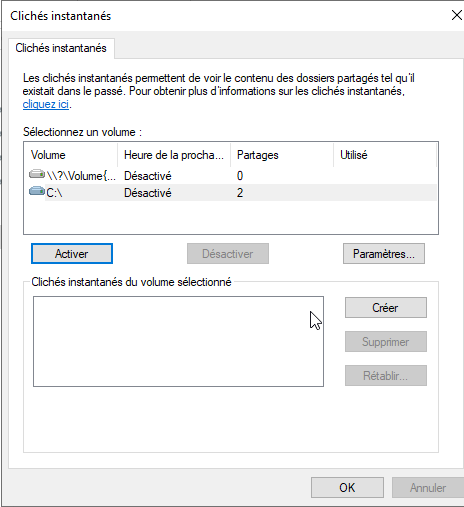 Clichés instantanés
Clichés instantanés
Les clichés instantanés permettent de voir le contenu des dossiers partagés tel qu'il
existait dans le passé. Pour obtenir plus d'informations sur les clichés instantanés,
cliquez ici.
Sélectionnez un volume :
Volume Heure de la procha... Partages Utilisé
\\?\Volume{... Désactivé 0
C:\ Désactivé 2
Activer Désactiver Paramètres...
Clichés instantanés du volume sélectionné
Créer
Supprimer
Rétablir...
OK Annuler